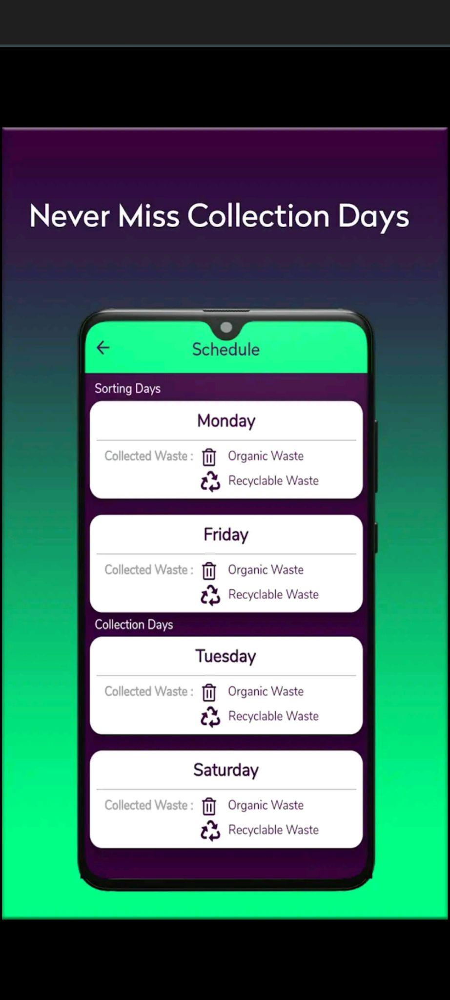 Never Miss Collection Days
Schedule
Sorting Days
Monday
Collected Waste : Organic Waste
Recyclable Waste
Friday
Collected Waste : Organic Waste
Recyclable Waste
Collection Days
Tuesday
Collected Waste : Organic Waste
Recyclable Waste
Saturday
Collected Waste : Organic Waste
Recyclable Waste